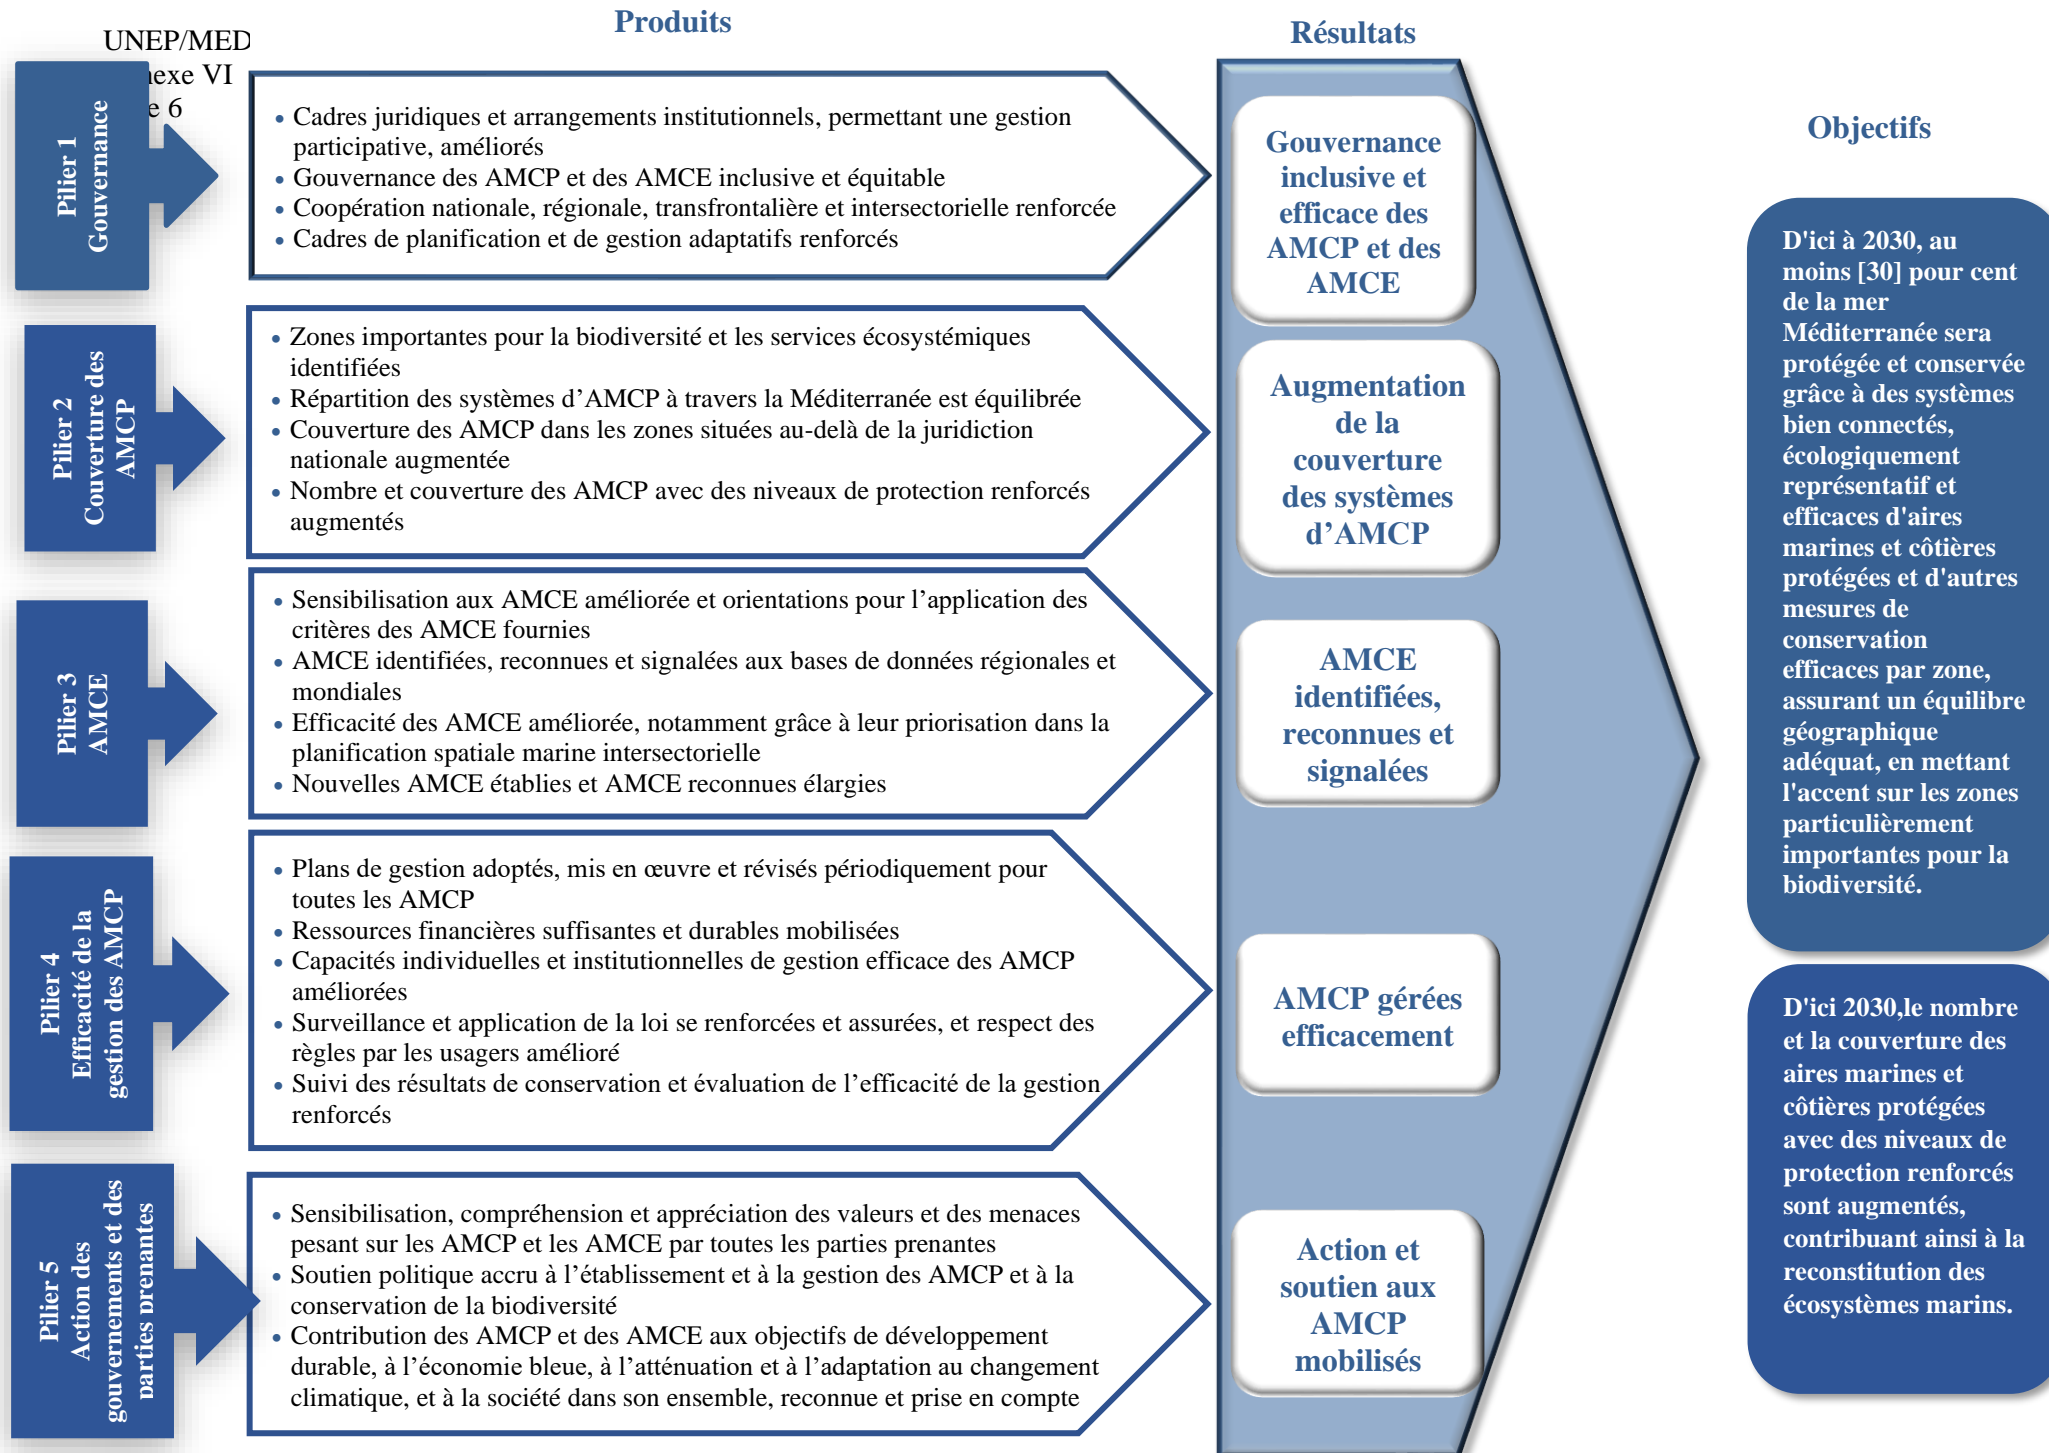 UNEP/MED
nexe VI
e 6
Produits
Résultats
Objectifs
Pilier 1
Gouvernance
• Cadres juridiques et arrangements institutionnels, permettant une gestion
participative, améliorés
• Gouvernance des AMCP et des AMCE inclusive et équitable
• Coopération nationale, régionale, transfrontalière et intersectorielle renforcée
• Cadres de planification et de gestion adaptatifs renforcés
Gouvernance
inclusive et
efficace des
AMCP et des
AMCE
Pilier 2
Couverture des
AMCP
• Zones importantes pour la biodiversité et les services écosystémiques
identifiées
• Répartition des systèmes d’AMCP à travers la Méditerranée est équilibrée
• Couverture des AMCP dans les zones situées au-delà de la juridiction
nationale augmentée
• Nombre et couverture des AMCP avec des niveaux de protection renforcés
augmentés
Augmentation
de la
couverture
des systèmes
d’AMCP
Pilier 3
AMCE
• Sensibilisation aux AMCE améliorée et orientations pour l’application des
critères des AMCE fournies
• AMCE identifiées, reconnues et signalées aux bases de données régionales et
mondiales
• Efficacité des AMCE améliorée, notamment grâce à leur priorisation dans la
planification spatiale marine intersectorielle
• Nouvelles AMCE établies et AMCE reconnues élargies
AMCE
identifiées,
reconnues et
signalées
Pilier 4
Efficacité de la
gestion des AMCP
• Plans de gestion adoptés, mis en œuvre et révisés périodiquement pour
toutes les AMCP
• Ressources financières suffisantes et durables mobilisées
• Capacités individuelles et institutionnelles de gestion efficace des AMCP
améliorées
• Surveillance et application de la loi se renforcées et assurées, et respect des
règles par les usagers amélioré
• Suivi des résultats de conservation et évaluation de l’efficacité de la gestion
renforcés
AMCP gérées
efficacement
Pilier 5
Action des
gouvernements et des
parties prenantes
• Sensibilisation, compréhension et appréciation des valeurs et des menaces
pesant sur les AMCP et les AMCE par toutes les parties prenantes
• Soutien politique accru à l’établissement et à la gestion des AMCP et à la
conservation de la biodiversité
• Contribution des AMCP et des AMCE aux objectifs de développement
durable, à l’économie bleue, à l’atténuation et à l’adaptation au changement
climatique, et à la société dans son ensemble, reconnue et prise en compte
Action et
soutien aux
AMCP
mobilisés
D'ici à 2030, au
moins [30] pour cent
de la mer
Méditerranée sera
protégée et conservée
grâce à des systèmes
bien connectés,
écologiquement
représentatif et
efficaces d'aires
marines et côtières
protégées et d'autres
mesures de
conservation
efficaces par zone,
assurant un équilibre
géographique
adéquat, en mettant
l'accent sur les zones
particulièrement
importantes pour la
biodiversité.
D'ici 2030,le nombre
et la couverture des
aires marines et
côtières protégées
avec des niveaux de
protection renforcés
sont augmentés,
contribuant ainsi à la
reconstitution des
écosystèmes marins.